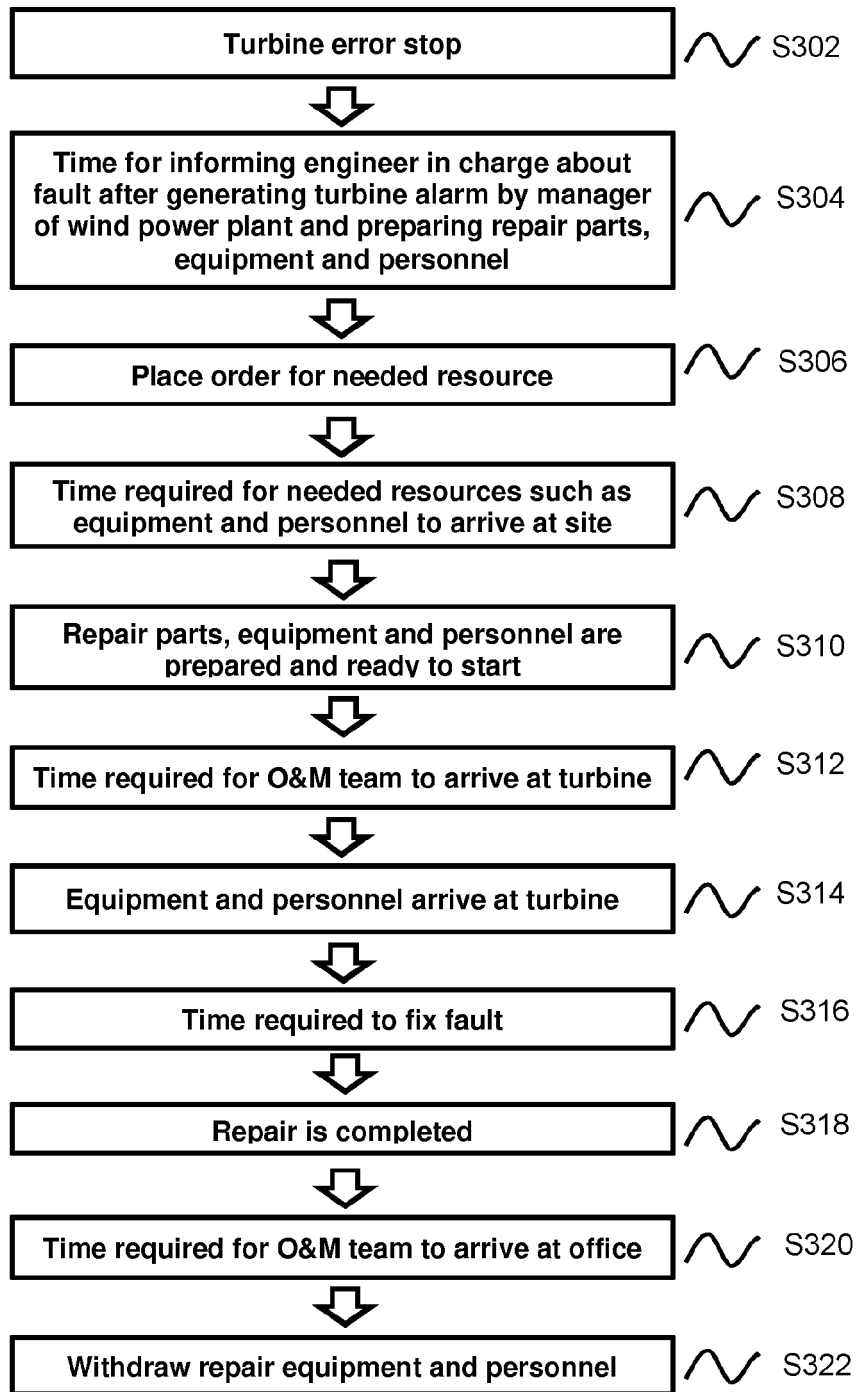 Turbine error stop
S302
Time for informing engineer in charge about
fault after generating turbine alarm by manager
of wind power plant and preparing repair parts,
equipment and personnel
S304
Place order for needed resource
S306
Time required for needed resources such as
equipment and personnel to arrive at site
S308
Repair parts, equipment and personnel are
prepared and ready to start
S310
Time required for O&M team to arrive at turbine
S312
Equipment and personnel arrive at turbine
S314
Time required to fix fault
S316
Repair is completed
S318
Time required for O&M team to arrive at office
S320
Withdraw repair equipment and personnel
S322